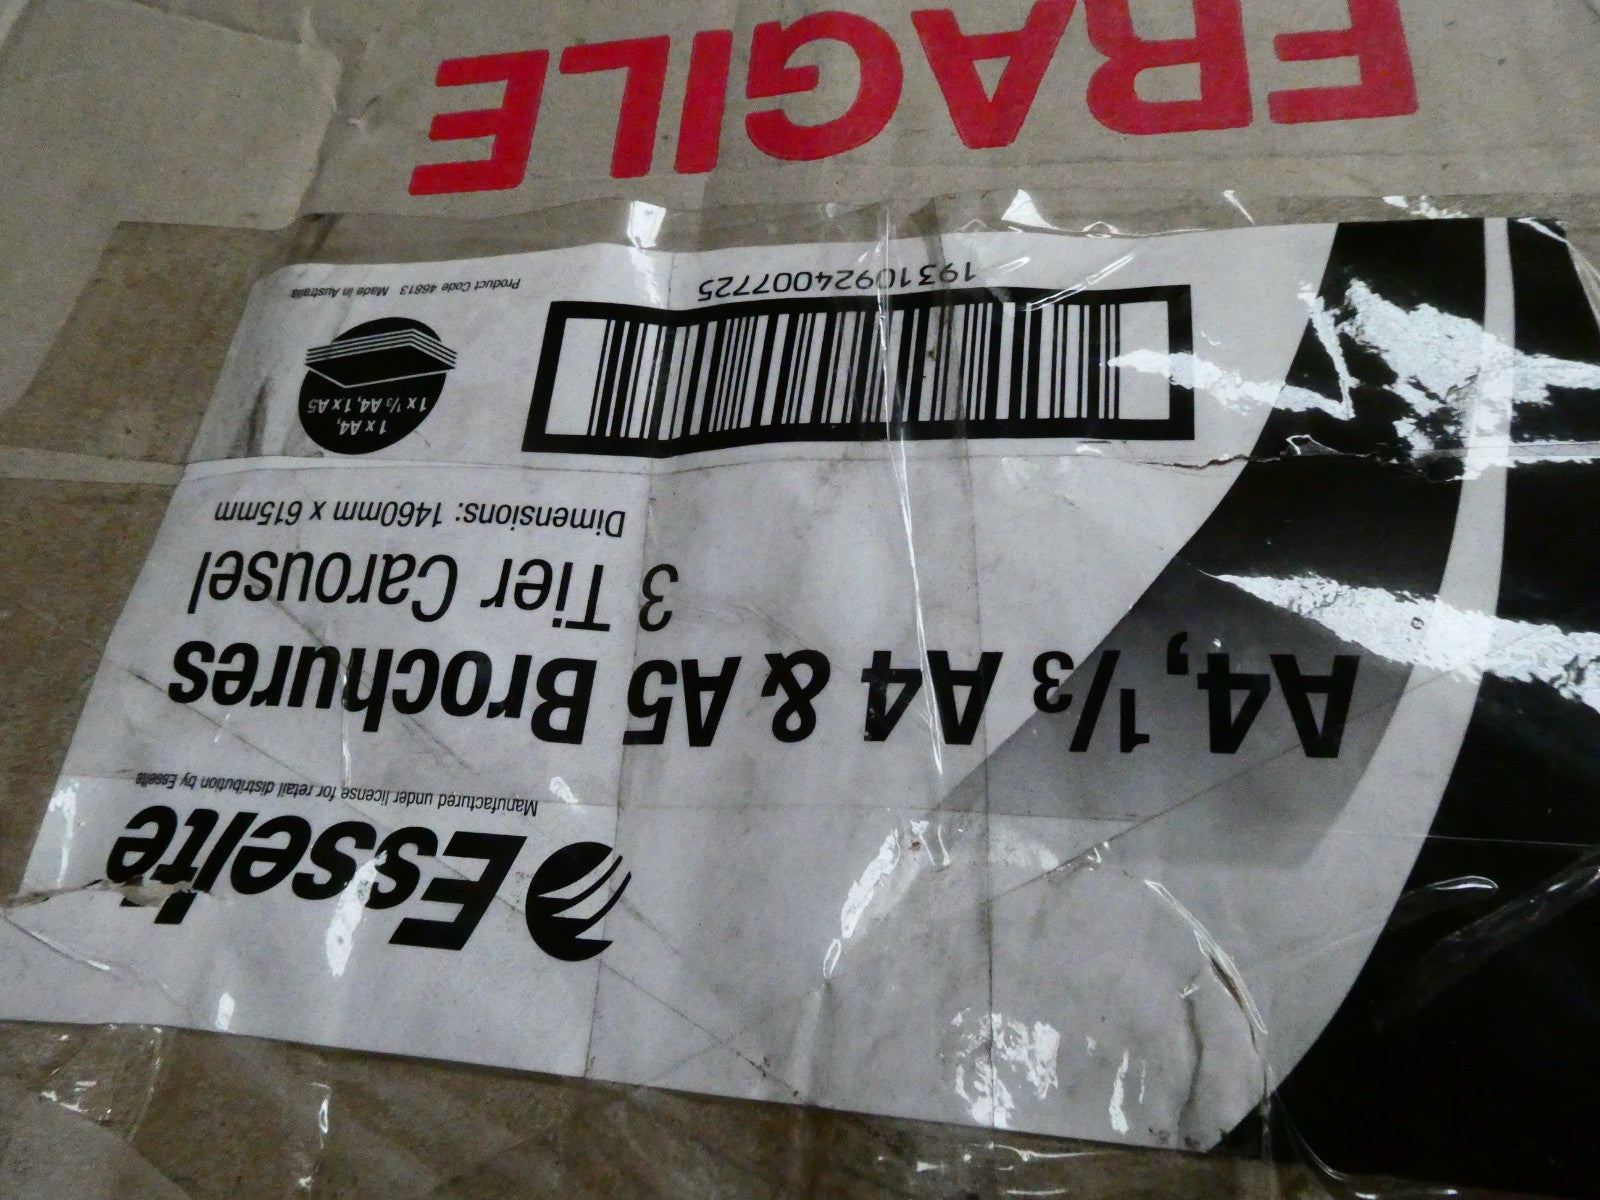 Esselte
Manufactured under license for retail distribution by Esselte
A4, 1/3 A4 & A5 Brochures
3 Tier Carousel
Dimensions: 1460mm x 615mm
1 x A4,
1 x 1/3 A4, 1 x A5
19310924007725
Product Code 46813 Made in Australia
FRAGILE